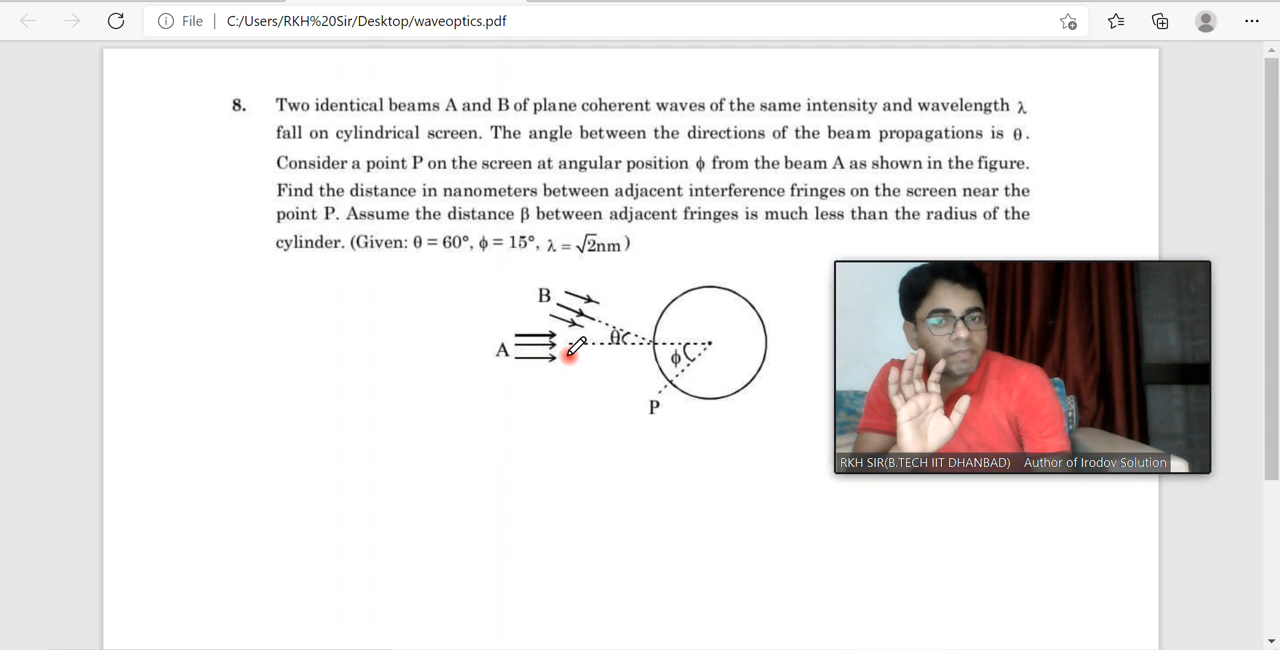 File
C:/Users/RKH%20Sir/Desktop/waveoptics.pdf
8. Two identical beams A and B of plane coherent waves of the same intensity and wavelength λ
fall on cylindrical screen. The angle between the directions of the beam propagations is θ.
Consider a point P on the screen at angular position ϕ from the beam A as shown in the figure.
Find the distance in nanometers between adjacent interference fringes on the screen near the
point P. Assume the distance β between adjacent fringes is much less than the radius of the
cylinder. (Given: θ = 60°, ϕ = 15°, λ = √2nm)
B
θ
A
ϕ
P
RKH SIR(B.TECH IIT DHANBAD) Author of Irodov Solution